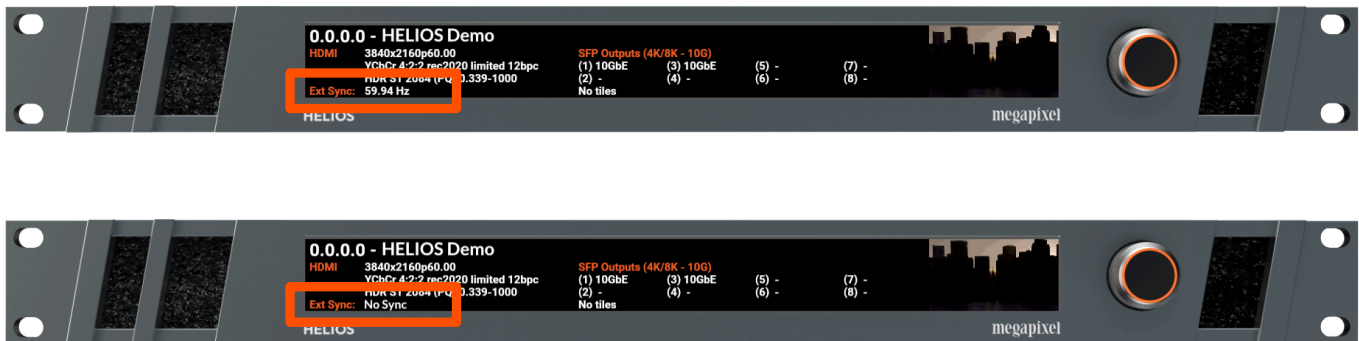 0.0.0.0 - HELIOS Demo
HDMI 3840x2160p60.00 SFP Outputs (4K/8K - 10G)
YCbCr 4:2:2 rec2020 limited 12bpc (1) 10GbE (3) 10GbE (5) - (7) -
HDR ST 2084 (PQ) 0.339-1000 (2) - (4) - (6) - (8) -
Ext Sync: 59.94 Hz No tiles
HELIOS megapixel
0.0.0.0 - HELIOS Demo
HDMI 3840x2160p60.00 SFP Outputs (4K/8K - 10G)
YCbCr 4:2:2 rec2020 limited 12bpc (1) 10GbE (3) 10GbE (5) - (7) -
HDR ST 2084 (PQ) 0.339-1000 (2) - (4) - (6) - (8) -
Ext Sync: No Sync No tiles
HELIOS megapixel